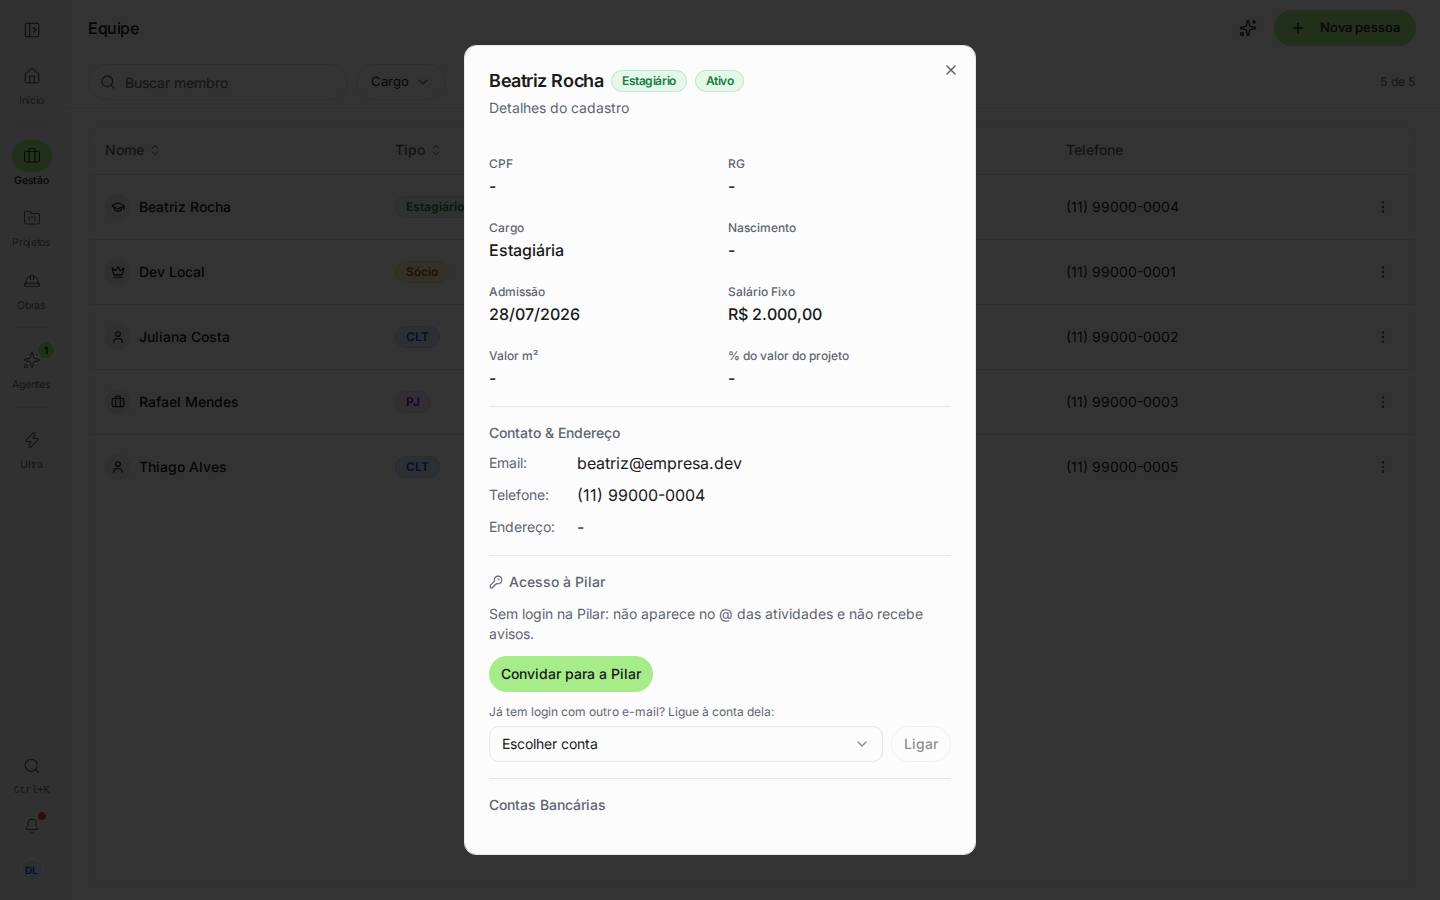 Equipe
Nova pessoa
Início
Buscar membro
Cargo
5 de 5
Gestão
Nome
Tipo
Telefone
Beatriz Rocha
Estagiário
(11) 99000-0004
Projetos
Dev Local
Sócio
(11) 99000-0001
Obras
Juliana Costa
CLT
(11) 99000-0002
1
Agentes
Rafael Mendes
PJ
(11) 99000-0003
Ultra
Thiago Alves
CLT
(11) 99000-0005
Ctrl+K
DL
Beatriz Rocha Estagiário Ativo
Detalhes do cadastro
CPF
-
RG
-
Cargo
Estagiária
Nascimento
-
Admissão
28/07/2026
Salário Fixo
R$ 2.000,00
Valor m²
-
% do valor do projeto
-
Contato & Endereço
Email: beatriz@empresa.dev
Telefone: (11) 99000-0004
Endereço: -
Acesso à Pilar
Sem login na Pilar: não aparece no @ das atividades e não recebe
avisos.
Convidar para a Pilar
Já tem login com outro e-mail? Ligue à conta dela:
Escolher conta
Ligar
Contas Bancárias